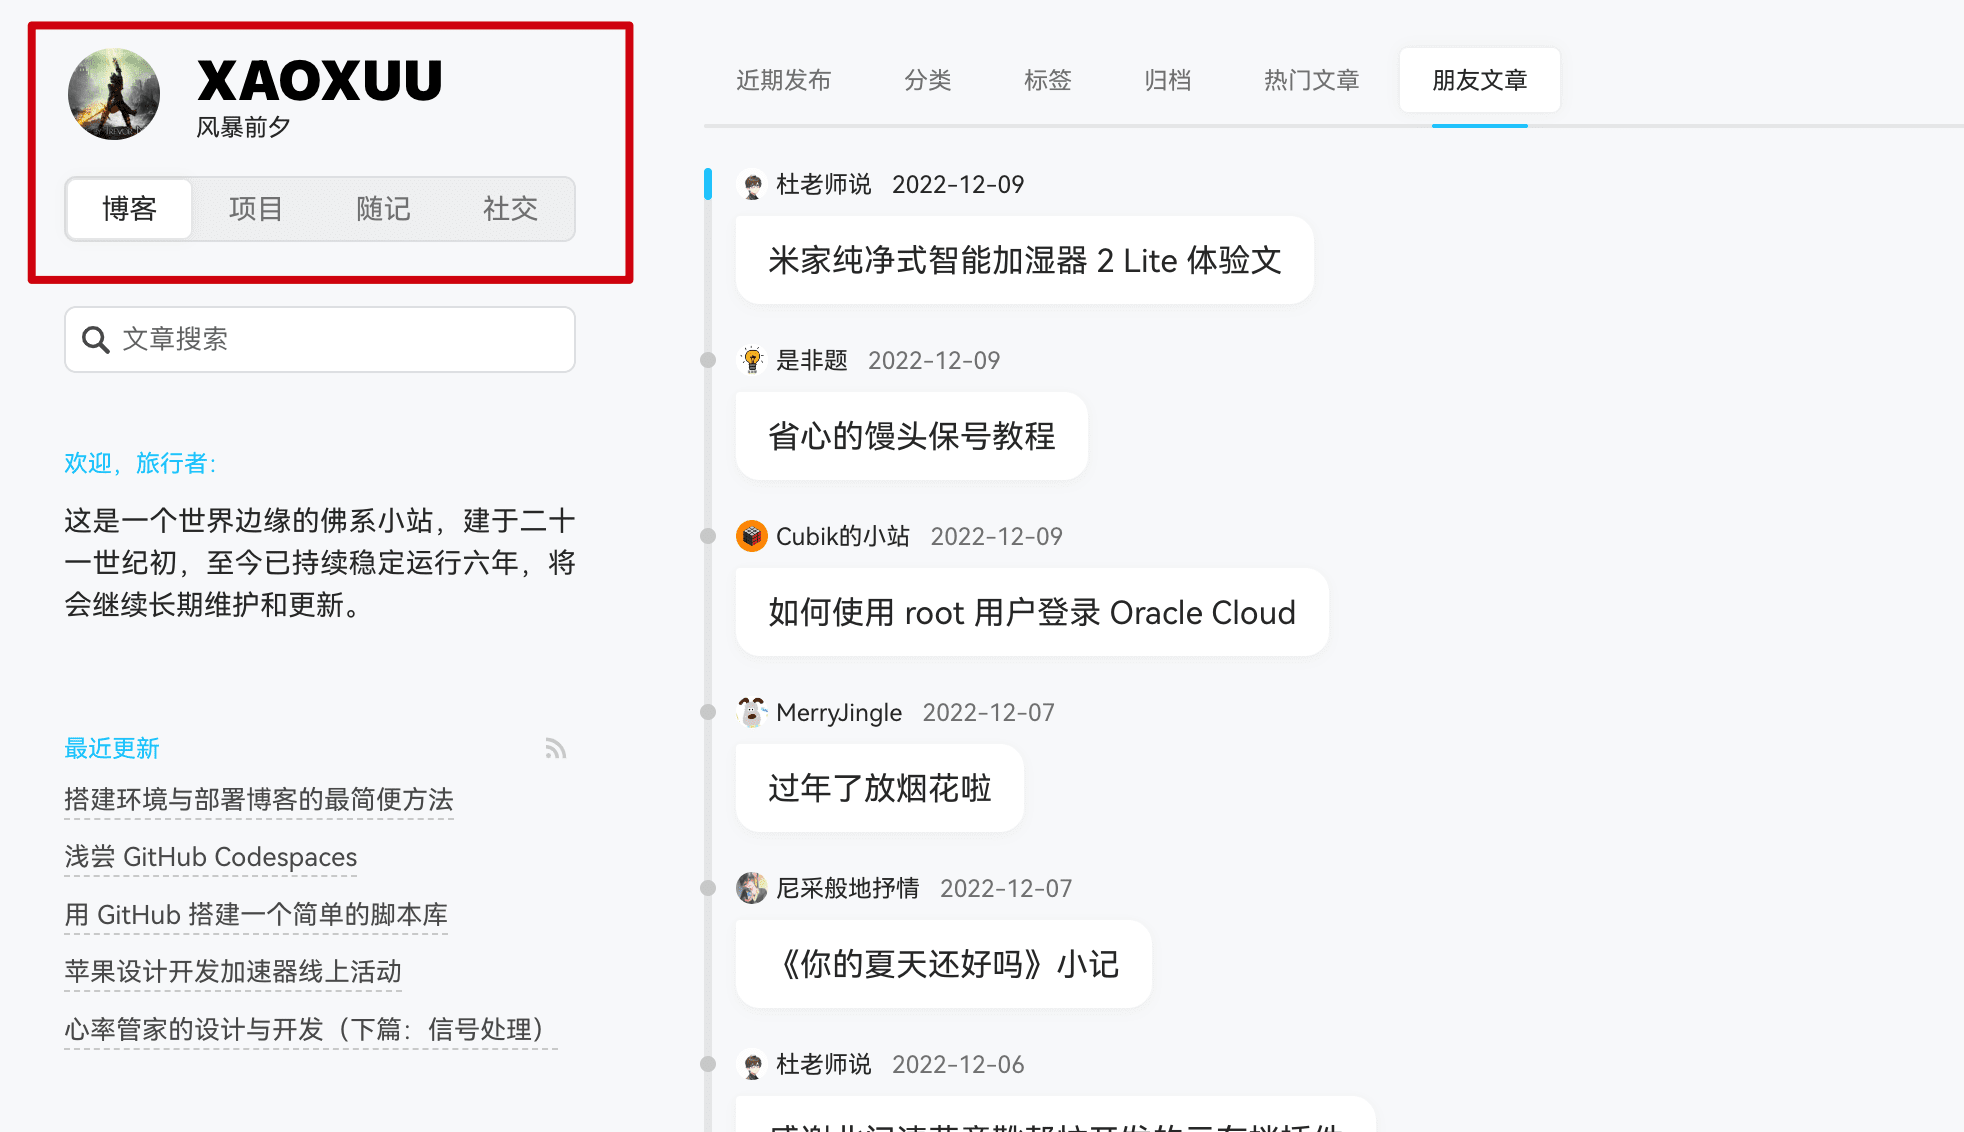 XAOXUU
风暴前夕
博客 项目 随记 社交
文章搜索
欢迎，旅行者：
这是一个世界边缘的佛系小站，建于二十
一世纪初，至今已持续稳定运行六年，将
会继续长期维护和更新。
最近更新
搭建环境与部署博客的最简便方法
浅尝 GitHub Codespaces
用 GitHub 搭建一个简单的脚本库
苹果设计开发加速器线上活动
心率管家的设计与开发（下篇：信号处理）
近期发布 分类 标签 归档 热门文章 朋友文章
杜老师说 2022-12-09
米家纯净式智能加湿器 2 Lite 体验文
是非题 2022-12-09
省心的馒头保号教程
Cubik的小站 2022-12-09
如何使用 root 用户登录 Oracle Cloud
MerryJingle 2022-12-07
过年了放烟花啦
尼采般地抒情 2022-12-07
《你的夏天还好吗》小记
杜老师说 2022-12-06